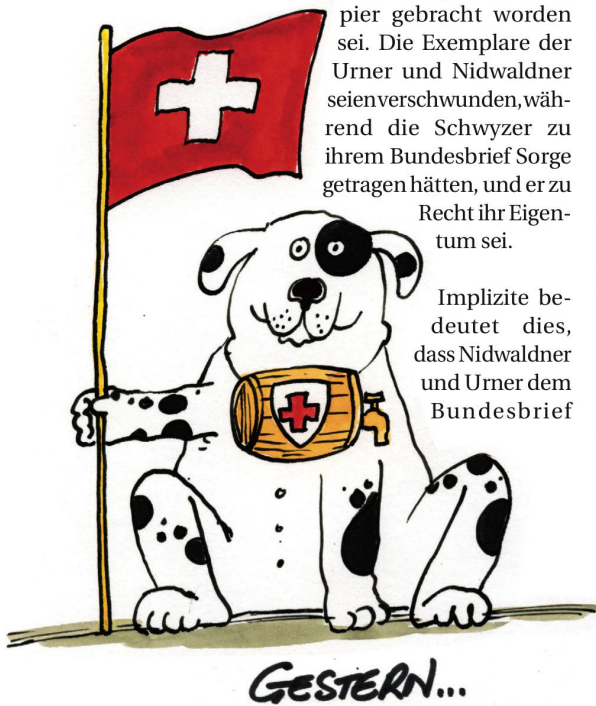 pier gebracht worden
sei. Die Exemplare der
Urner und Nidwaldner
seien verschwunden, wäh-
rend die Schwyzer zu
ihrem Bundesbrief Sorge
getragen hätten, und er zu
Recht ihr Eigen-
tum sei.
Implizite be-
deutet dies,
dass Nidwaldner
und Urner dem
Bundesbrief
GESTERN...